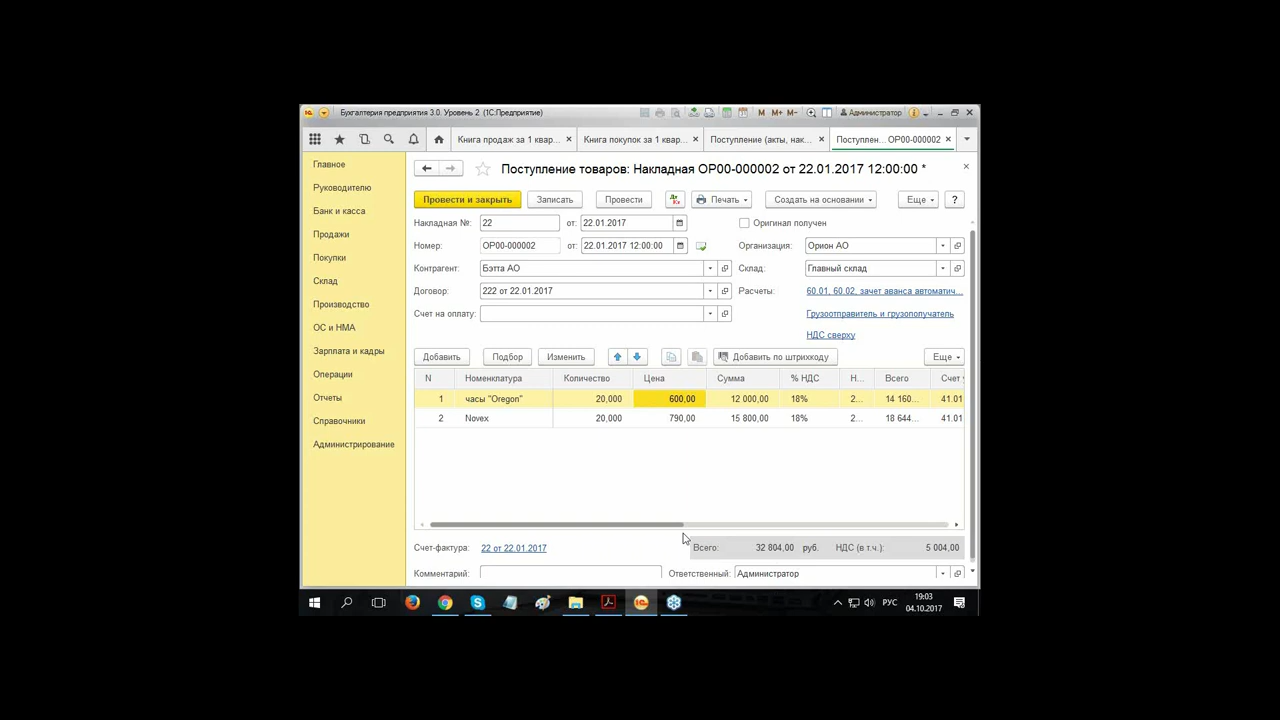 Бухгалтерия предприятия 3.0. Уровень 2. (1С:Предприятие)
M M+ M- Администратор
Книга продаж за 1 квар... Книга покупок за 1 квар... Поступление (акты, нак... Поступлен... ОР00-000002
Главное
Руководителю
Банк и касса
Продажи
Покупки
Склад
Производство
ОС и НМА
Зарплата и кадры
Операции
Отчеты
Справочники
Администрирование
Поступление товаров: Накладная ОР00-000002 от 22.01.2017 12:00:00 *
Провести и закрыть Записать Провести Дт Кт Печать Создать на основании Еще ?
Накладная №: 22 от: 22.01.2017 Оригинал получен
Номер: ОР00-000002 от: 22.01.2017 12:00:00 Организация: Орион АО
Контрагент: Бэтта АО Склад: Главный склад
Договор: 222 от 22.01.2017 Расчеты: 60.01, 60.02, зачет аванса автоматич...
Счет на оплату: Грузоотправитель и грузополучатель
НДС сверху
Добавить Подбор Изменить Добавить по штрихкоду Еще
N Номенклатура Количество Цена Сумма % НДС Н... Всего Счет
1 часы "Oregon" 20,000 600,00 12 000,00 18% 2... 14 160... 41.01
2 Novex 20,000 790,00 15 800,00 18% 2... 18 644... 41.01
Счет-фактура: 22 от 22.01.2017 Всего: 32 804,00 руб. НДС (в т.ч.): 5 004,00
Комментарий: Ответственный: Администратор
РУС 19:03
04.10.2017